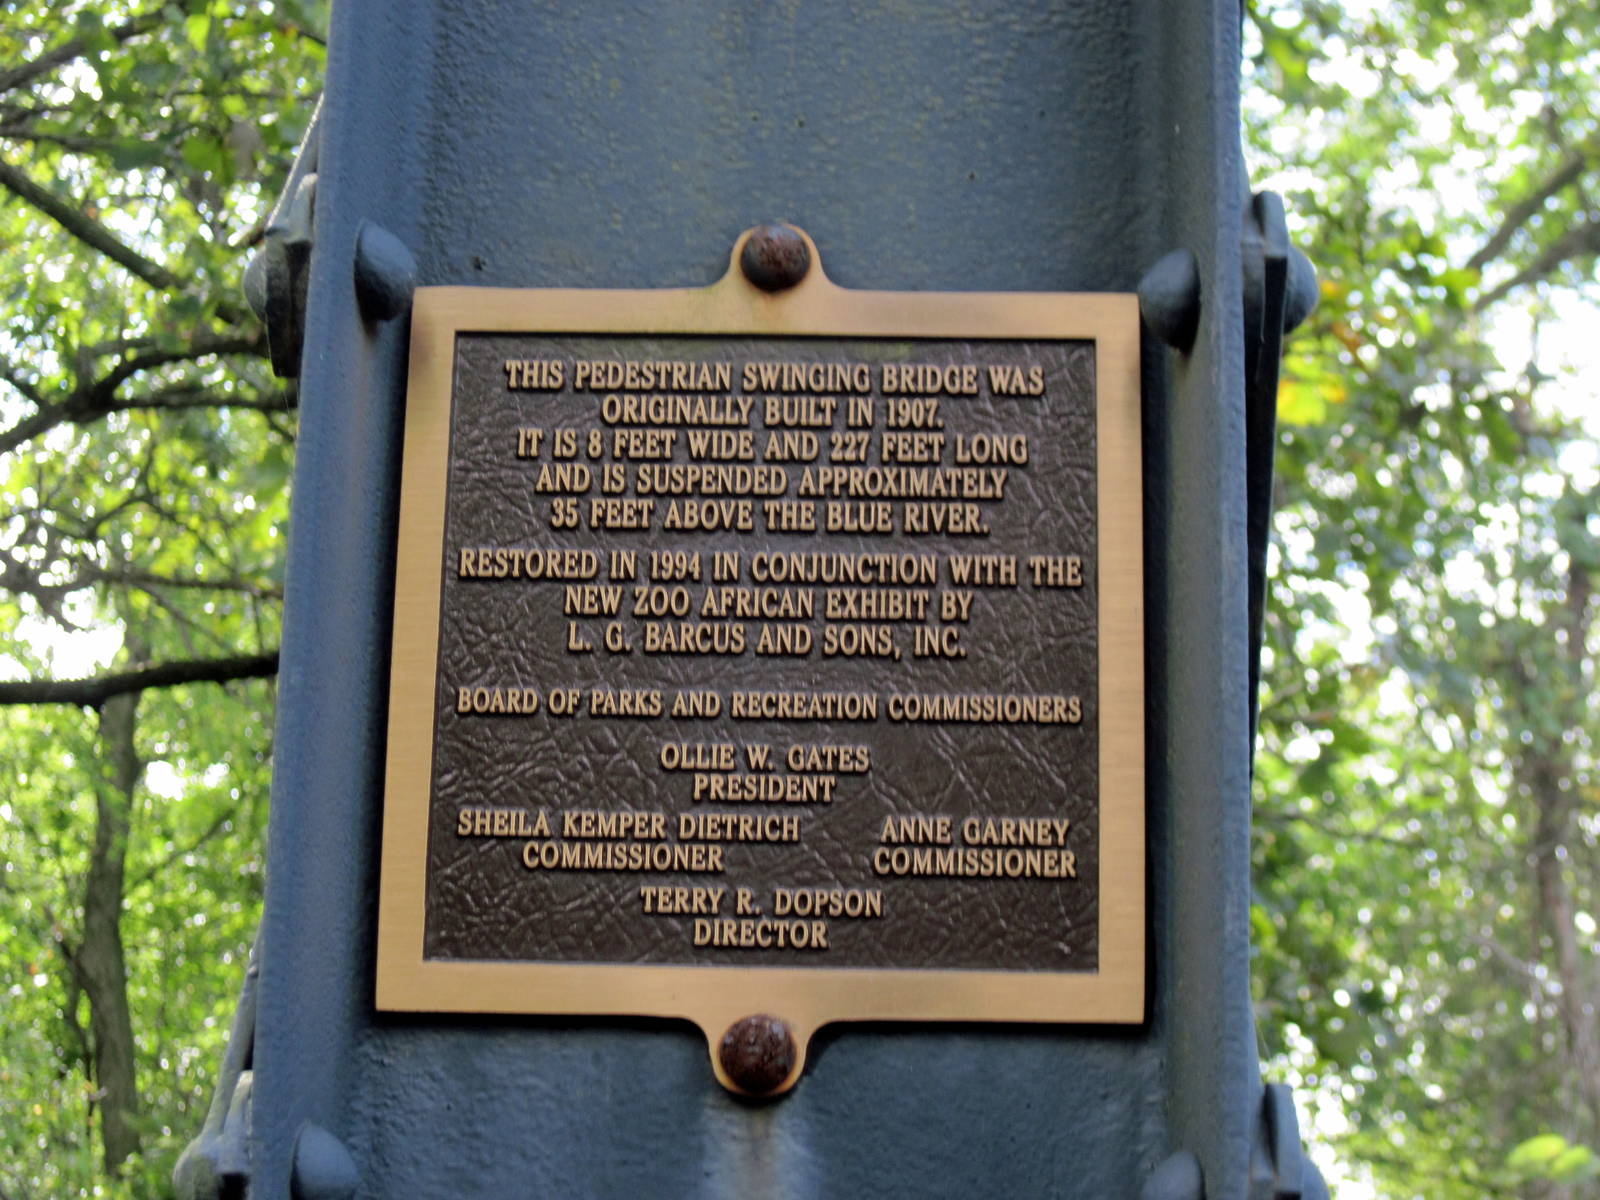 THIS PEDESTRIAN SWINGING BRIDGE WAS
ORIGINALLY BUILT IN 1907.
IT IS 8 FEET WIDE AND 227 FEET LONG
AND IS SUSPENDED APPROXIMATELY
35 FEET ABOVE THE BLUE RIVER.
RESTORED IN 1994 IN CONJUNCTION WITH THE
NEW ZOO AFRICAN EXHIBIT BY
L. G. BARCUS AND SONS, INC.
BOARD OF PARKS AND RECREATION COMMISSIONERS
OLLIE W. GATES
PRESIDENT
SHEILA KEMPER DIETRICH
COMMISSIONER
ANNE GARNEY
COMMISSIONER
TERRY R. DOPSON
DIRECTOR